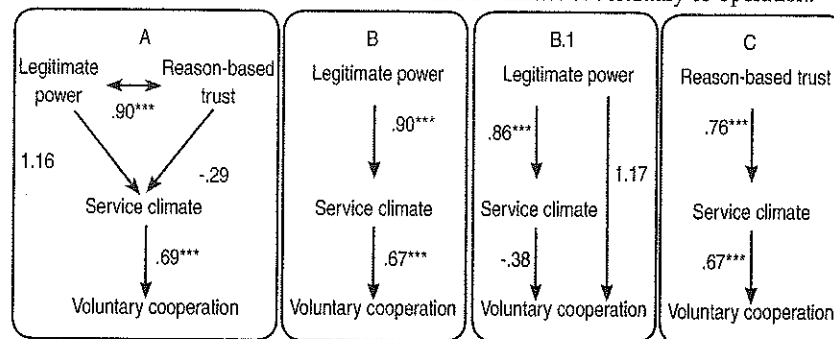 A
Legitimate power
Reason-based trust
.90***
1.16
-.29
Service climate
.69***
Voluntary cooperation
B
Legitimate power
.90***
Service climate
.67***
Voluntary cooperation
B.1
Legitimate power
.86***
1.17
Service climate
-.38
Voluntary cooperation
C
Reason-based trust
.76***
Service climate
.67***
Voluntary cooperation